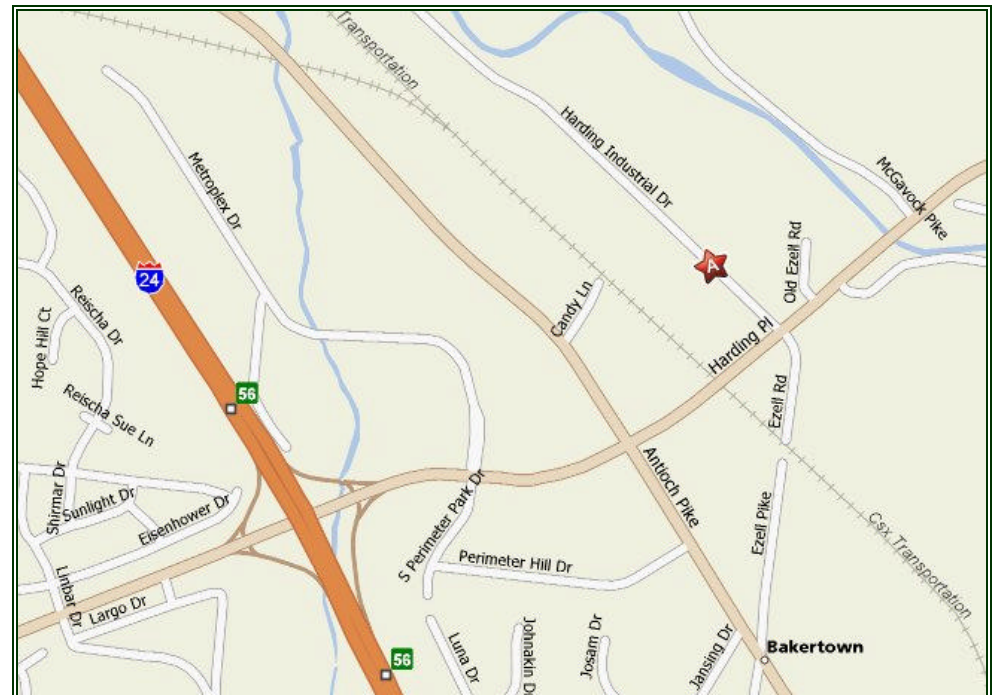 Transportation
Harding Industrial Dr
McGavock Pike
Metroplex Dr
A
Old Ezell Rd
24
Reischa Dr
Hope Hill Ct
Candy Ln
Harding Pl
56
Reischa Sue Ln
Ezell Rd
Antioch Pike
Shirmar Dr
Sunlight Dr
Eisenhower Dr
S Perimeter Park Dr
Ezell Pike
Csx Transportation
Perimeter Hill Dr
Linbar Dr
Largo Dr
Luna Dr
Johnakin Dr
Josam Dr
Jansing Dr
Bakertown
56